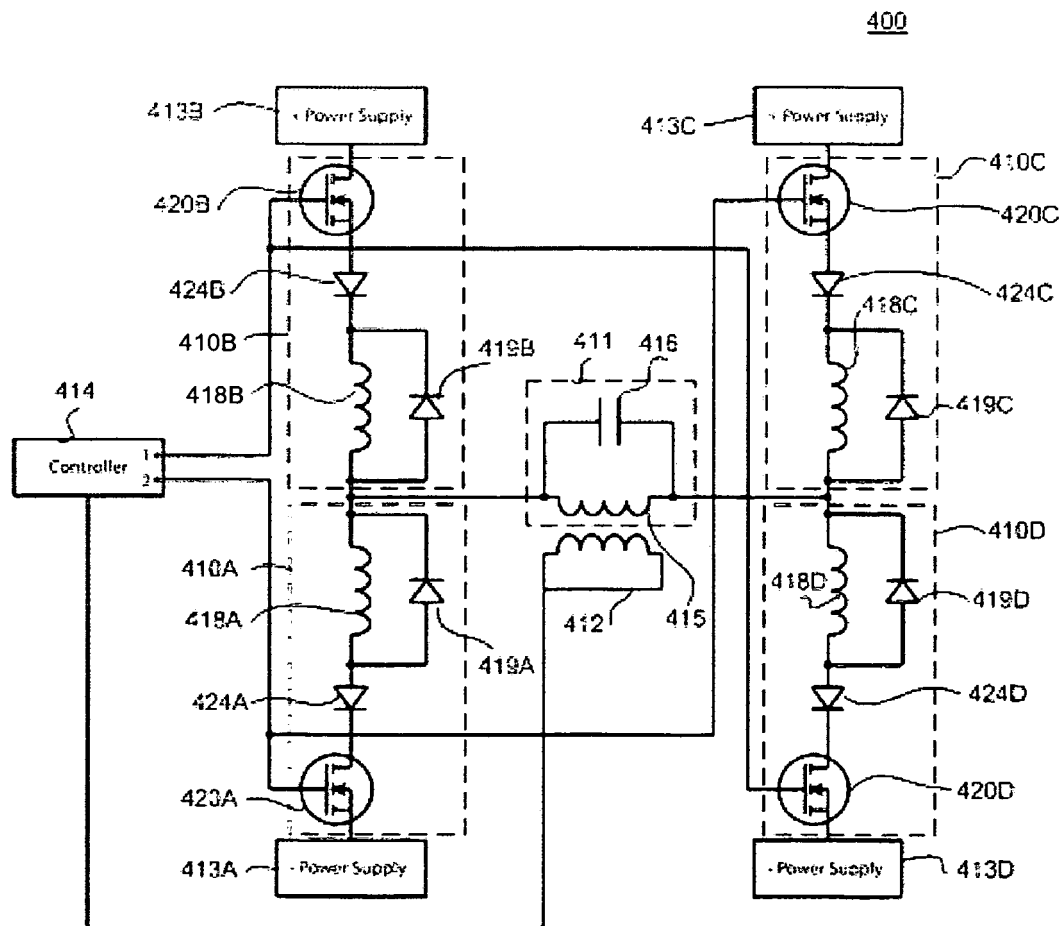 400
413B
+ Power Supply
413C
+ Power Supply
410C
420B
420C
424B
424C
410B
418C
411
416
419B
418B
419C
414
Controller
1
2
410D
410A
418D
419D
418A
412
415
419A
424A
424D
423A
420D
413A
- Power Supply
- Power Supply
413D